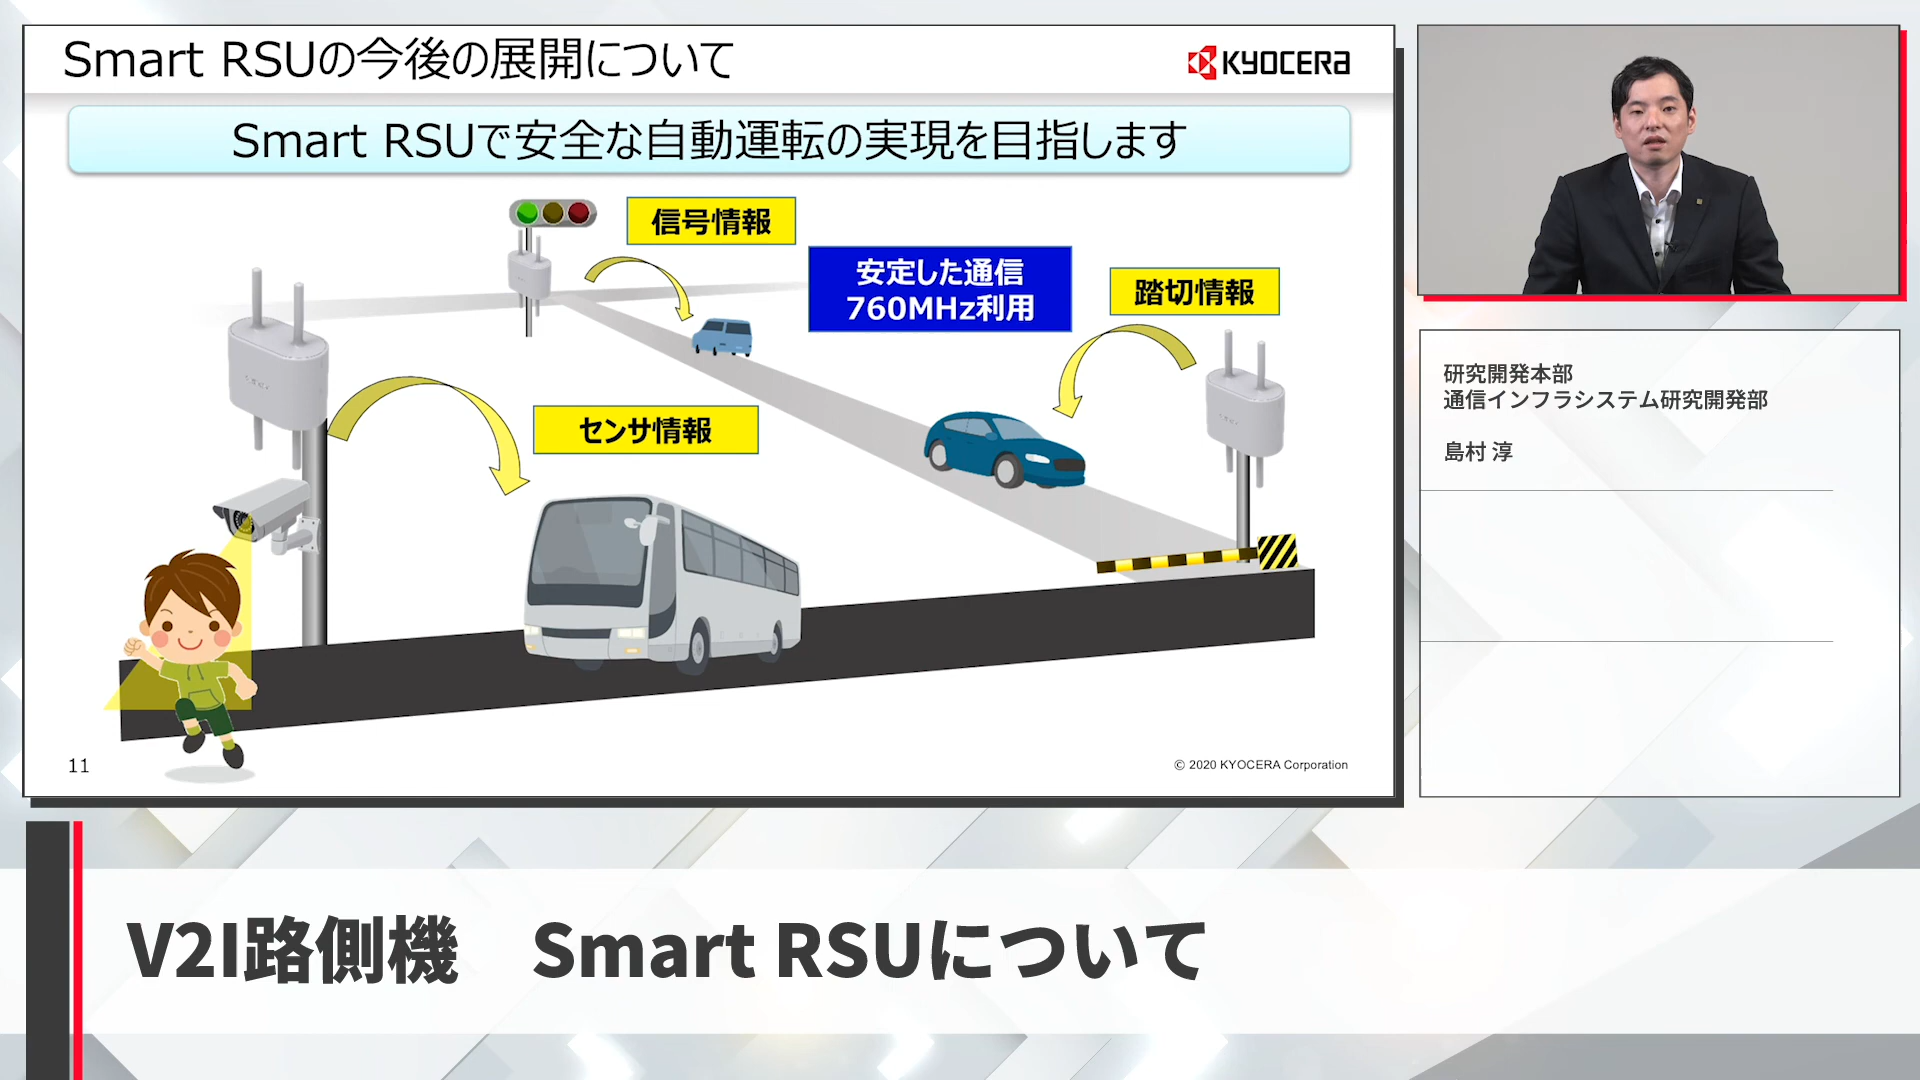 Smart RSUの今後の展開について
KYOCERA
Smart RSUで安全な自動運転の実現を目指します
信号情報
安定した通信
760MHz利用
踏切情報
センサ情報
11
© 2020 KYOCERA Corporation
研究開発本部
通信インフラシステム研究開発部
島村 淳
V2I路側機　Smart RSUについて